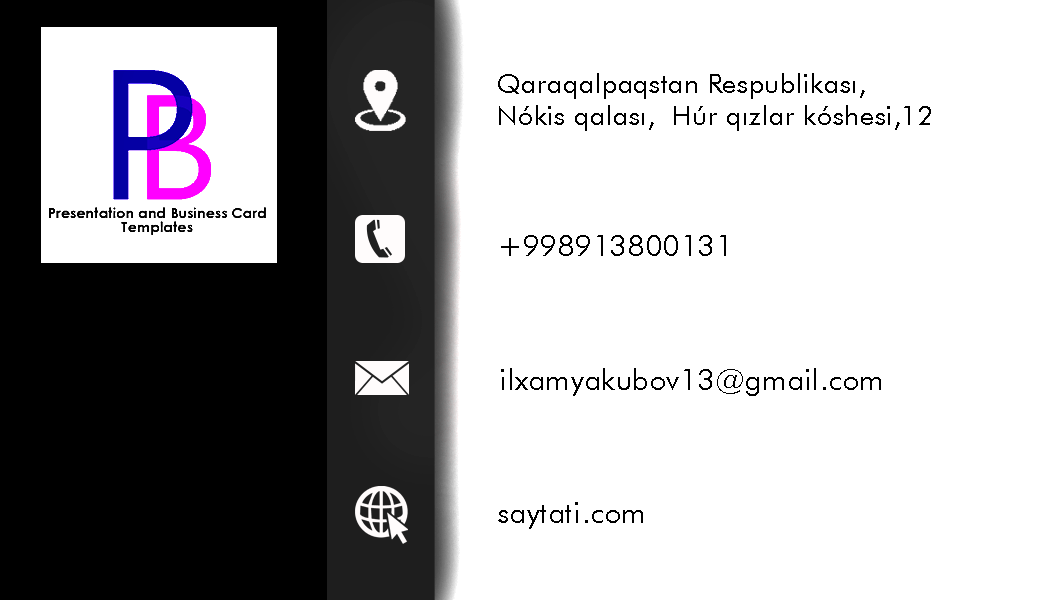 PB
Presentation and Business Card
Templates
Qaraqalpaqstan Respublikası,
Nókis qalası,  Húr qızlar kóshesi,12
+998913800131
ilxamyakubov13@gmail.com
saytati.com